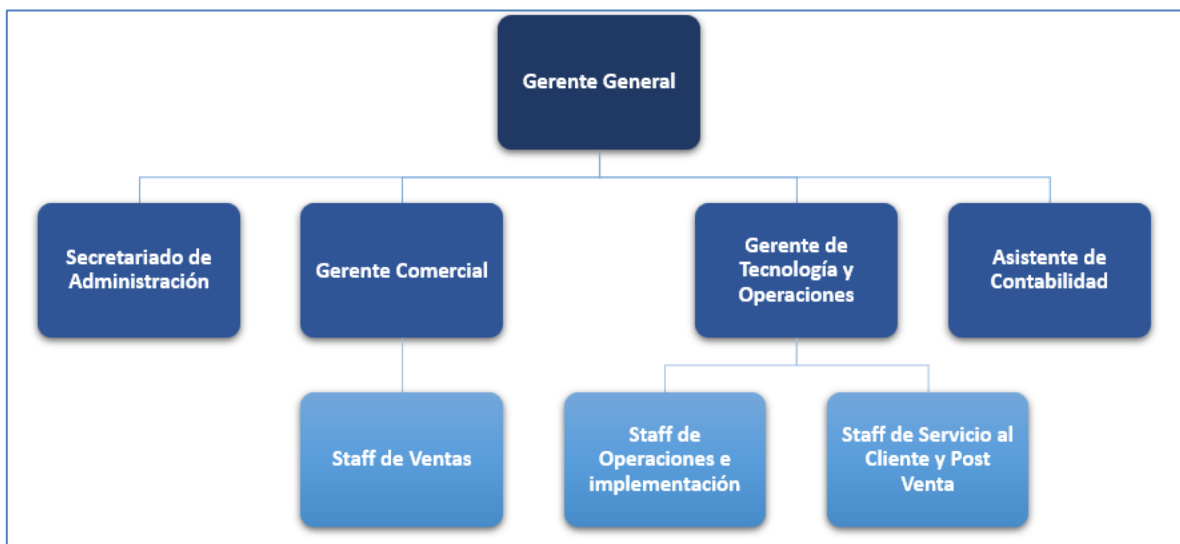 Gerente General
Secretariado de
Administración
Gerente Comercial
Gerente de
Tecnología y
Operaciones
Asistente de
Contabilidad
Staff de Ventas
Staff de
Operaciones e
implementación
Staff de Servicio al
Cliente y Post
Venta